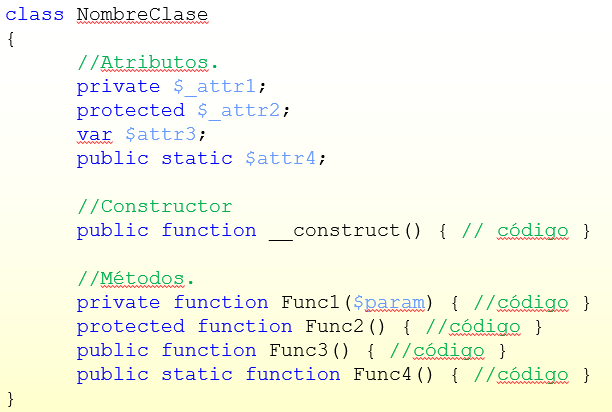 class NombreClase
{
//Atributos.
private $_attr1;
protected $_attr2;
var $attr3;
public static $attr4;
//Constructor
public function __construct() { // código }
//Métodos.
private function Func1($param) { //código }
protected function Func2() { //código }
public function Func3() { //código }
public static function Func4() { //código }
}